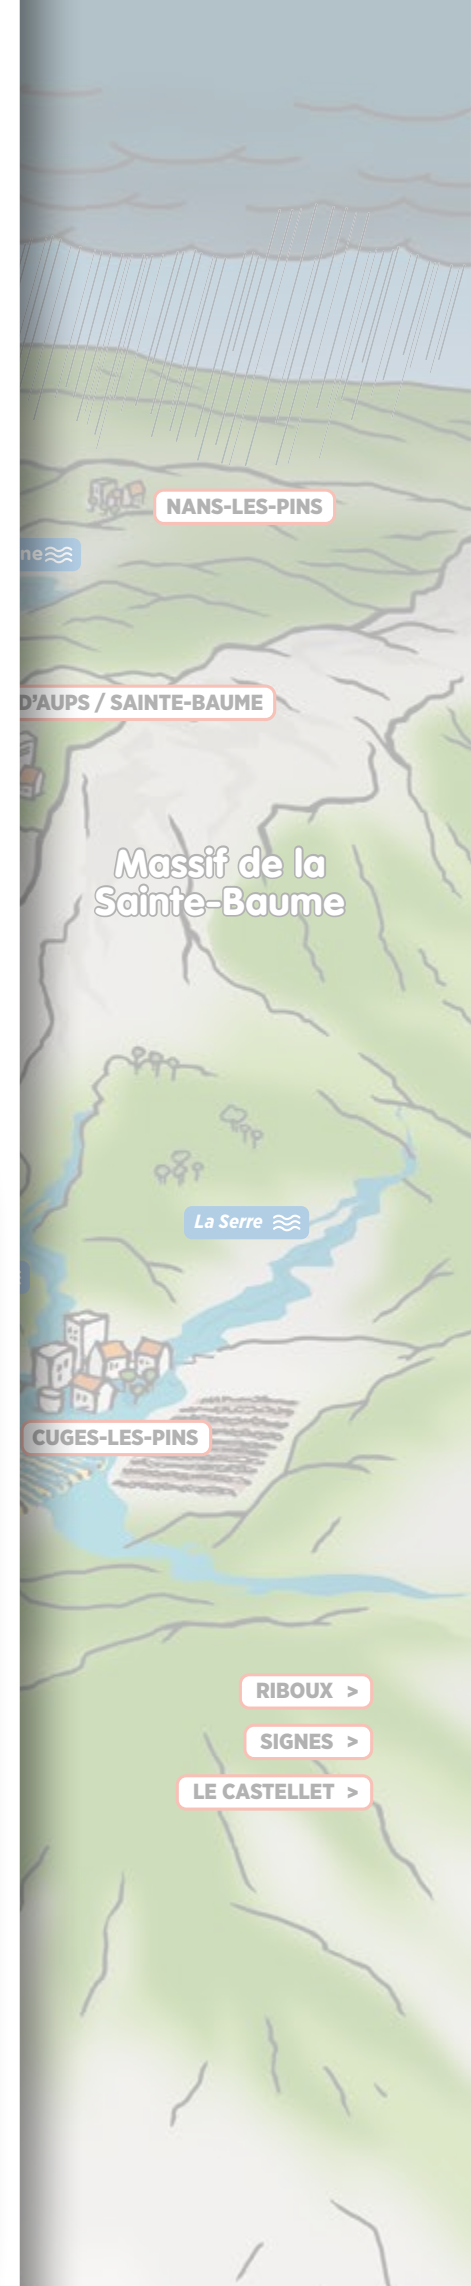 NANS-LES-PINS
ne
D'AUPS / SAINTE-BAUME
Massif de la
Sainte-Baume
La Serre
CUGES-LES-PINS
RIBOUX >
SIGNES >
LE CASTELLET >